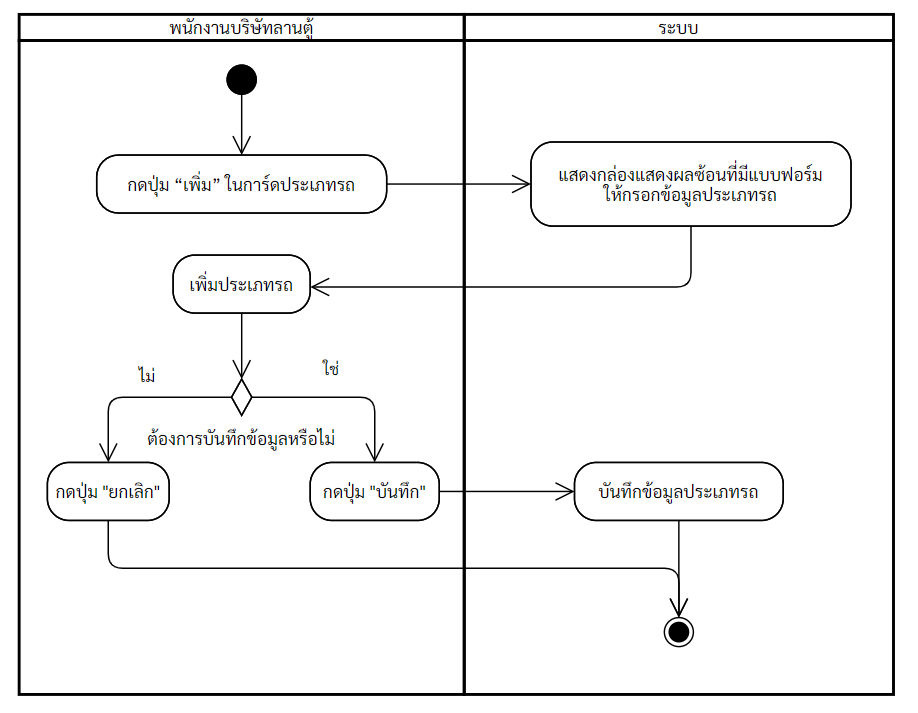 พนักงานบริษัทลานตู้
ระบบ
กดปุ่ม “เพิ่ม” ในการ์ดประเภทรถ
แสดงกล่องแสดงผลซ้อนที่มีแบบฟอร์ม
ให้กรอกข้อมูลประเภทรถ
เพิ่มประเภทรถ
ไม่
ใช่
ต้องการบันทึกข้อมูลหรือไม่
กดปุ่ม "ยกเลิก"
กดปุ่ม "บันทึก"
บันทึกข้อมูลประเภทรถ